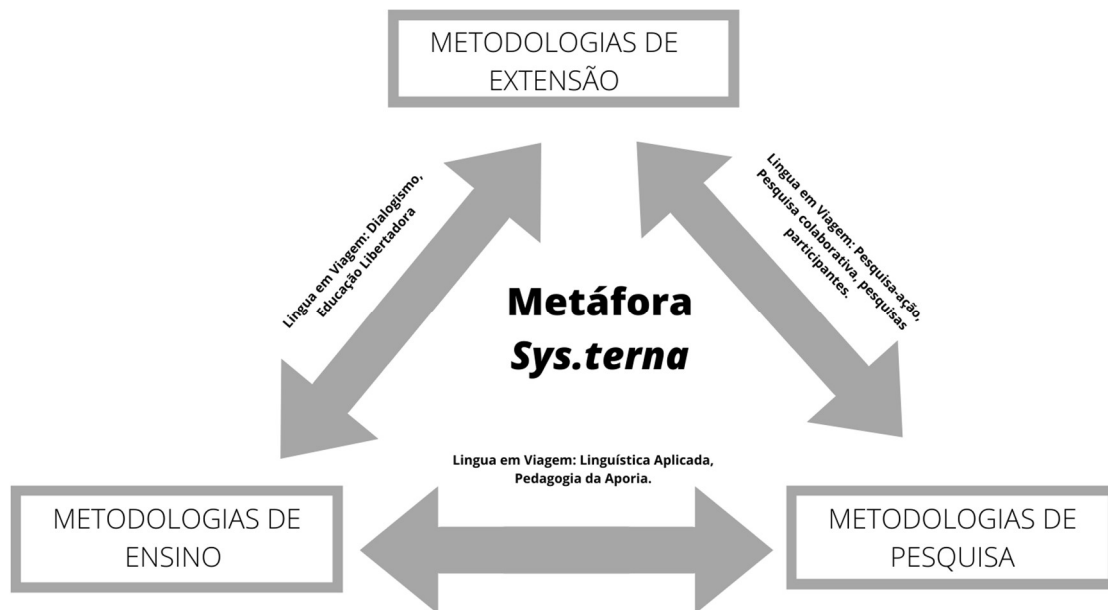 METODOLOGIAS DE
EXTENSÃO
Lingua em Viagem: Dialogismo,
Educação Libertadora
Lingua em Viagem: Pesquisa-ação,
Pesquisa colaborativa, pesquisas
participantes.
Metáfora
Sys.terna
Lingua em Viagem: Linguística Aplicada,
Pedagogia da Aporia.
METODOLOGIAS DE
ENSINO
METODOLOGIAS DE
PESQUISA